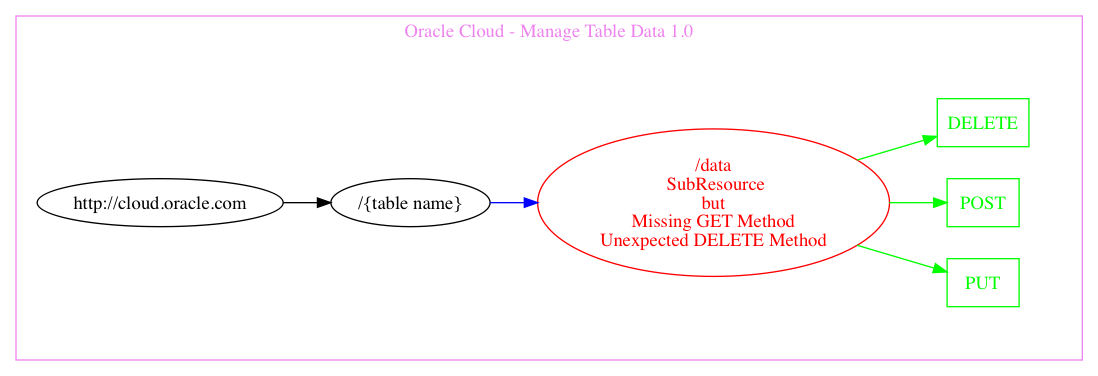 Oracle Cloud - Manage Table Data 1.0
http://cloud.oracle.com
/{table name}
/data
SubResource
but
Missing GET Method
Unexpected DELETE Method
DELETE
POST
PUT